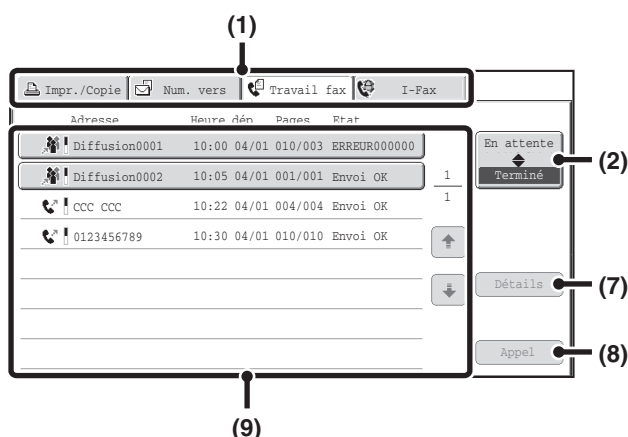 (1)
Impr./Copie Num. vers Travail fax I-Fax
Adresse Heure dép Pages Etat
Diffusion0001 10:00 04/01 010/003 ERREUR000000
Diffusion0002 10:05 04/01 001/001 Envoi OK
CCC CCC 10:22 04/01 004/004 Envoi OK
0123456789 10:30 04/01 010/010 Envoi OK
1
1
En attente
Terminé
(2)
Détails
(7)
Appel
(8)
(9)